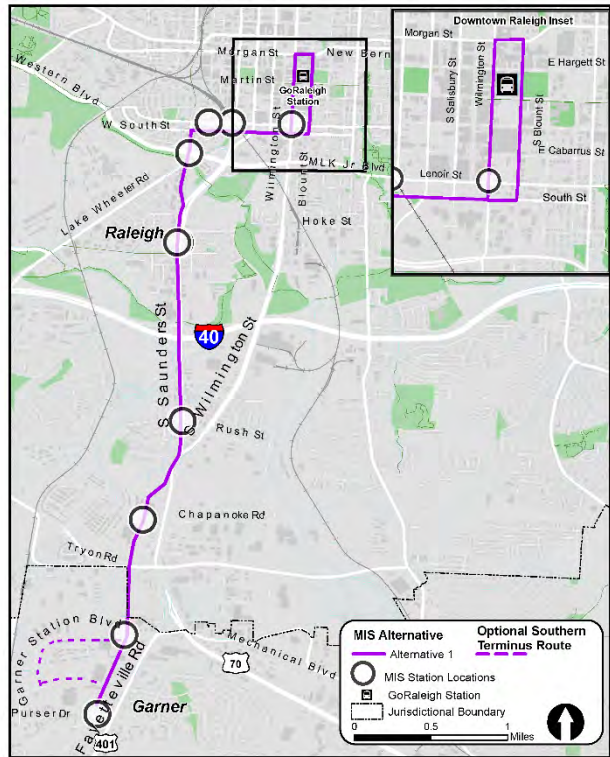 Morgan St
New Bern
Martin St
GoRaleigh
Station
Western Blvd
W South St
Wilmington St
Blount St
MLK Jr Blvd
Lake Wheeler Rd
Hoke St
Raleigh
40
S Saunders St
S Wilmington St
Rush St
Chapanoke Rd
Tryon Rd
Garner Station Blvd
Mechanical Blvd
70
Fayetteville Rd
Purser Dr
Garner
401
Downtown Raleigh Inset
Morgan St
Wilmington St
E Hargett St
S Salisbury St
S Blount St
E Cabarrus St
Lenoir St
South St
MIS Alternative
Alternative 1
Optional Southern
Terminus Route
MIS Station Locations
GoRaleigh Station
Jurisdictional Boundary
0 0.5 1
Miles